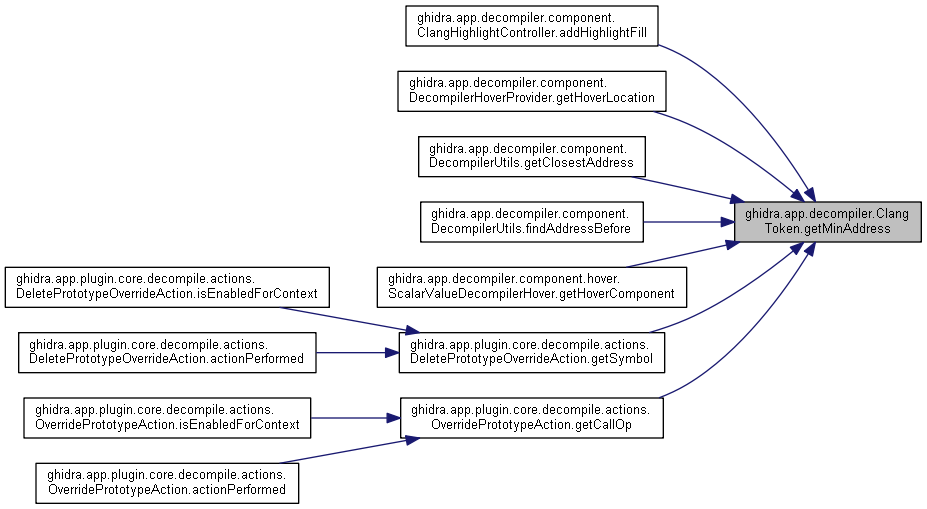 ghidra.app.decompiler.component.
ClangHighlightController.addHighlightFill
ghidra.app.decompiler.component.
DecompilerHoverProvider.getHoverLocation
ghidra.app.decompiler.component.
DecompilerUtils.getClosestAddress
ghidra.app.decompiler.Clang
Token.getMinAddress
ghidra.app.decompiler.component.
DecompilerUtils.findAddressBefore
ghidra.app.plugin.core.decompile.actions.
DeletePrototypeOverrideAction.isEnabledForContext
ghidra.app.decompiler.component.hover.
ScalarValueDecompilerHover.getHoverComponent
ghidra.app.plugin.core.decompile.actions.
DeletePrototypeOverrideAction.actionPerformed
ghidra.app.plugin.core.decompile.actions.
DeletePrototypeOverrideAction.getSymbol
ghidra.app.plugin.core.decompile.actions.
OverridePrototypeAction.isEnabledForContext
ghidra.app.plugin.core.decompile.actions.
OverridePrototypeAction.getCallOp
ghidra.app.plugin.core.decompile.actions.
OverridePrototypeAction.actionPerformed